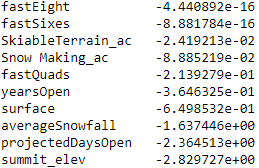 fastEight -4.440892e-16
fastSixes -8.881784e-16
SkiableTerrain_ac -2.419213e-02
Snow Making_ac -8.885219e-02
fastQuads -2.139279e-01
yearsOpen -3.646325e-01
surface -6.498532e-01
averageSnowfall -1.637446e+00
projectedDaysOpen -2.364513e+00
summit_elev -2.829727e+00